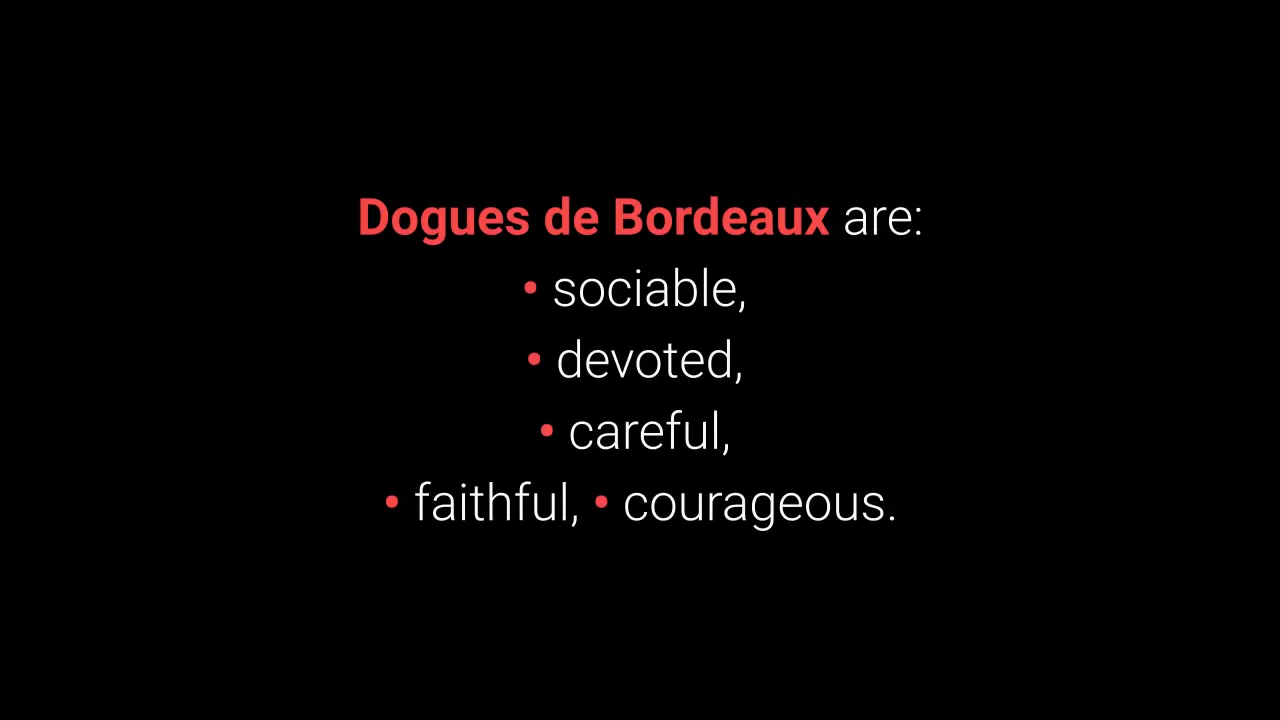 Dogues de Bordeaux are:
• sociable,
• devoted,
• careful,
• faithful, • courageous.